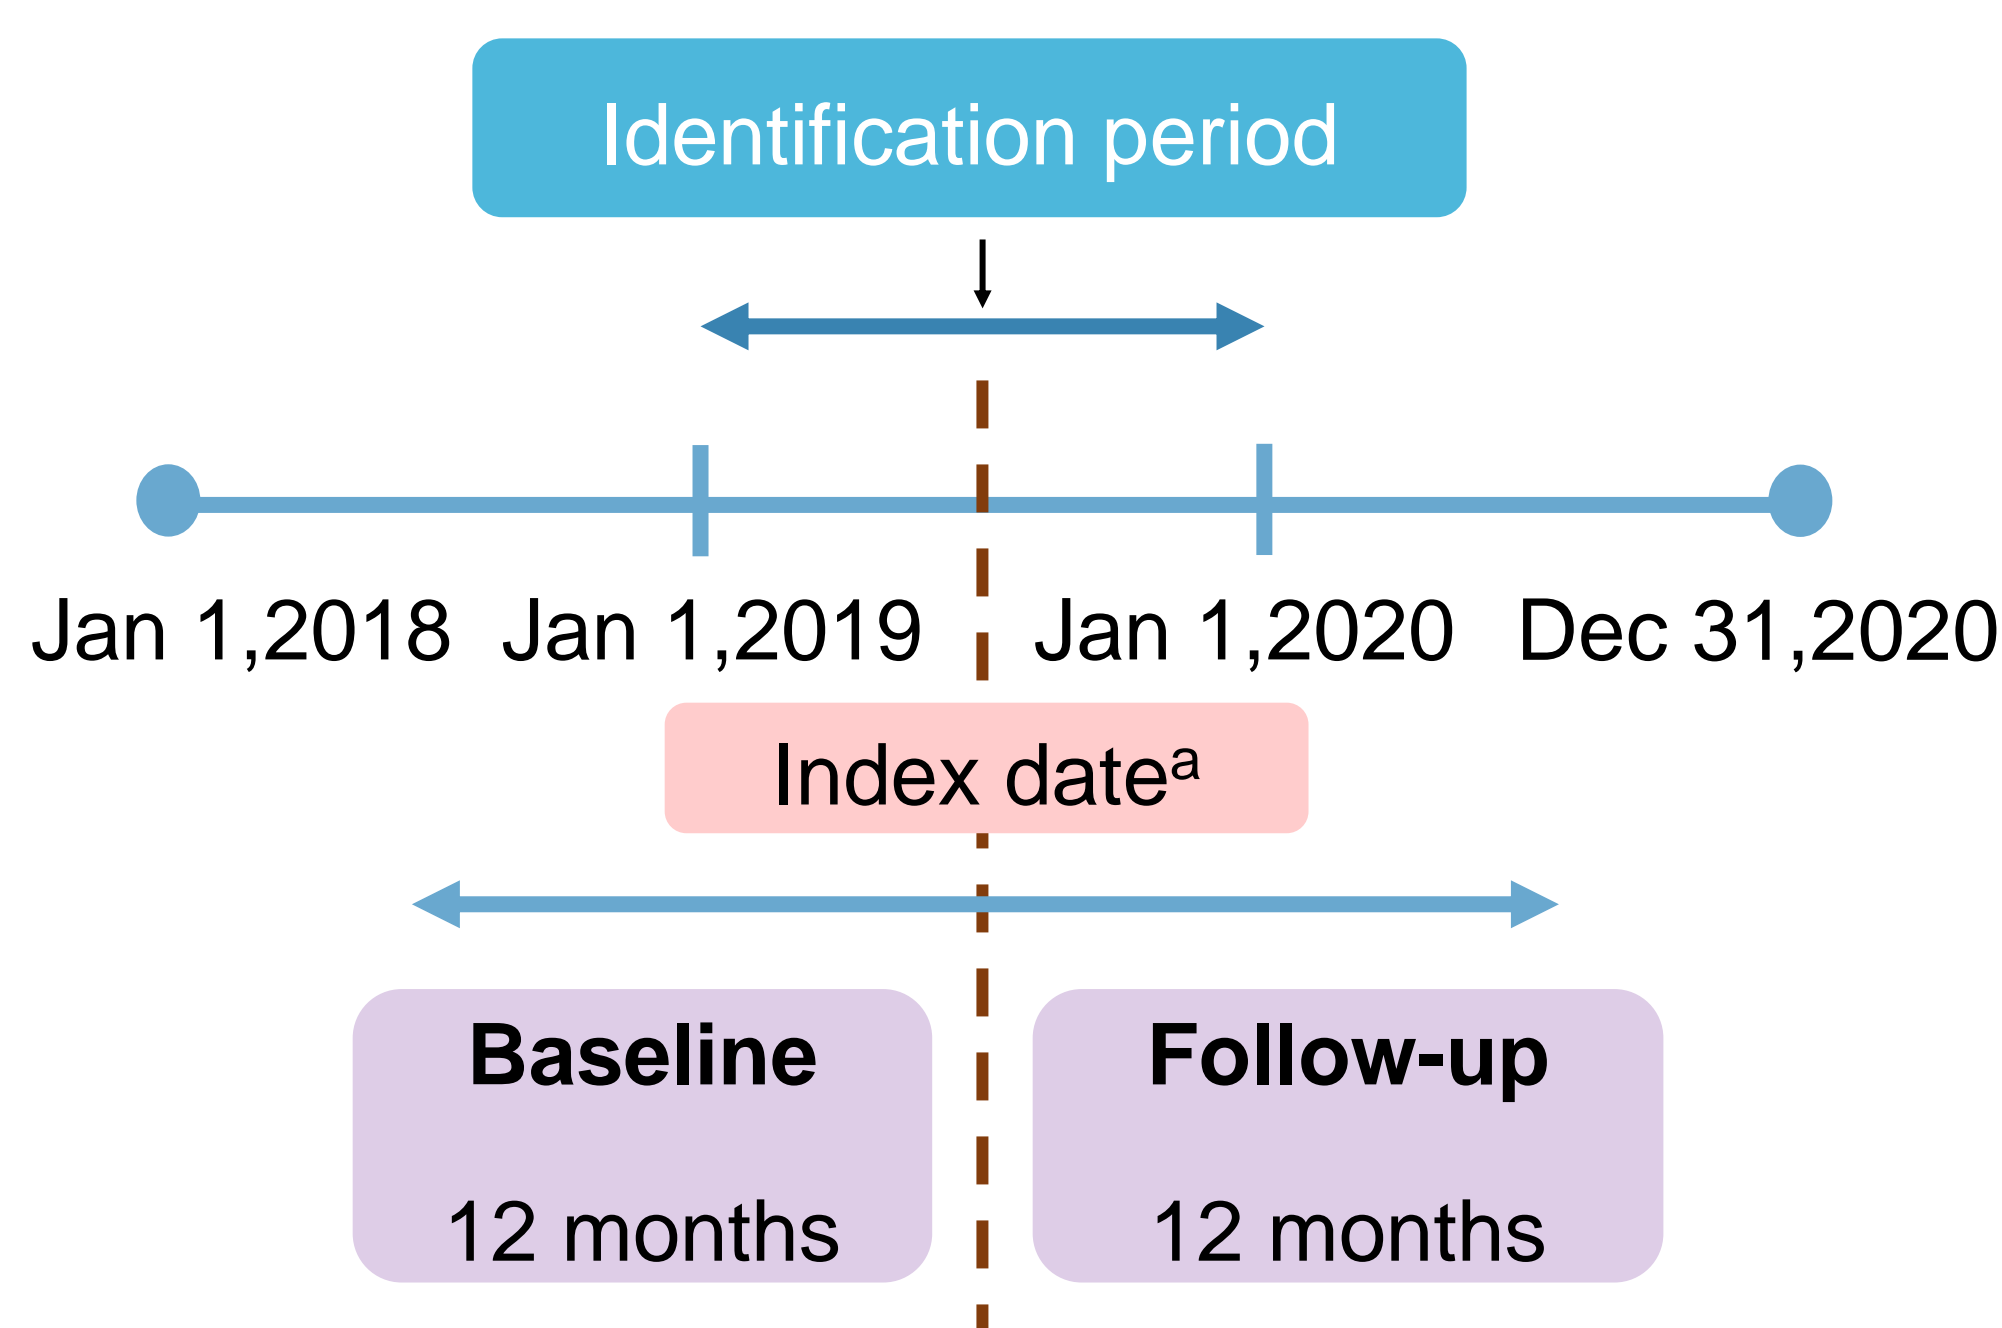 Identification period
Jan 1,2018 Jan 1,2019 Jan 1,2020 Dec 31,2020
Index dateᵃ
Baseline Follow-up
12 months 12 months